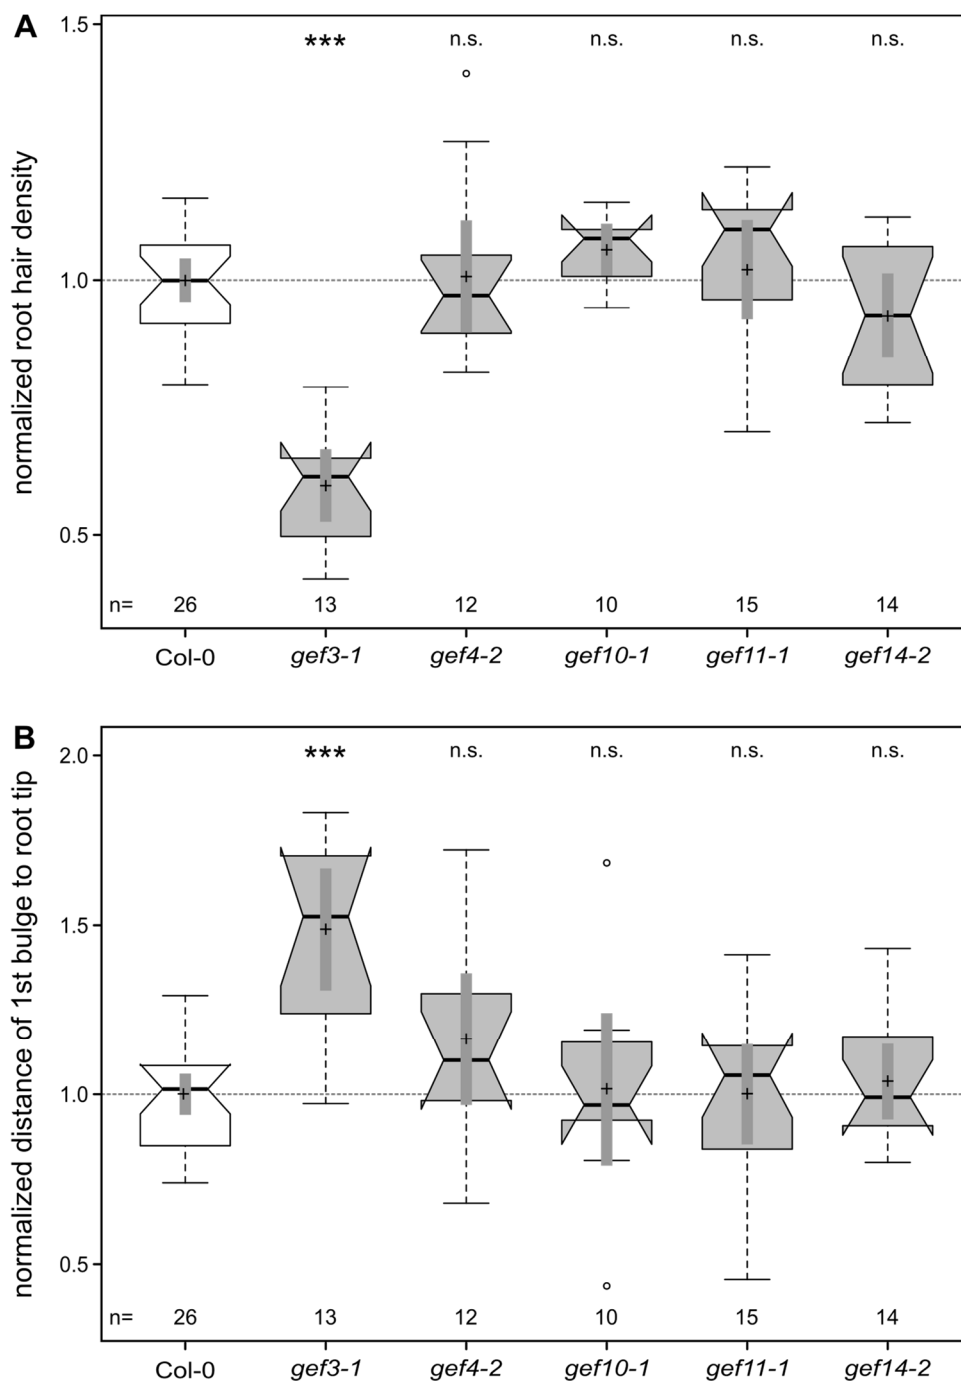 A
normalized root hair density
1.5
1.0
0.5
*** n.s. n.s. n.s. n.s.
n= 26 13 12 10 15 14
Col-0 gef3-1 gef4-2 gef10-1 gef11-1 gef14-2
B
normalized distance of 1st bulge to root tip
2.0
1.5
1.0
0.5
*** n.s. n.s. n.s. n.s.
n= 26 13 12 10 15 14
Col-0 gef3-1 gef4-2 gef10-1 gef11-1 gef14-2